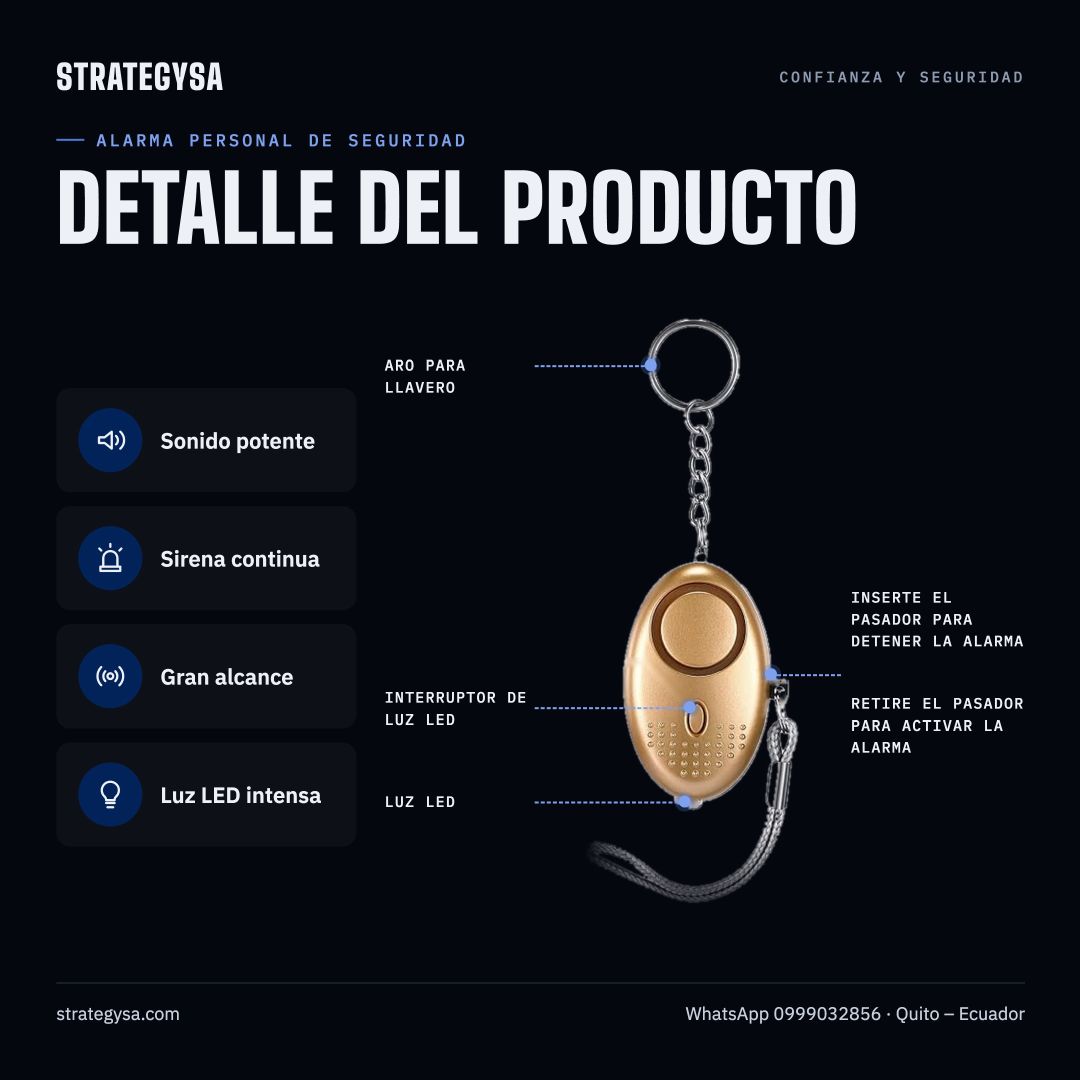 STRATEGYSA
CONFIANZA Y SEGURIDAD
ALARMA PERSONAL DE SEGURIDAD
DETALLE DEL PRODUCTO
ARO PARA
LLAVERO
Sonido potente
Sirena continua
Gran alcance
Luz LED intensa
INTERRUPTOR DE
LUZ LED
LUZ LED
INSERTE EL
PASADOR PARA
DETENER LA ALARMA
RETIRE EL PASADOR
PARA ACTIVAR LA
ALARMA
strategysa.com
WhatsApp 0999032856 · Quito – Ecuador